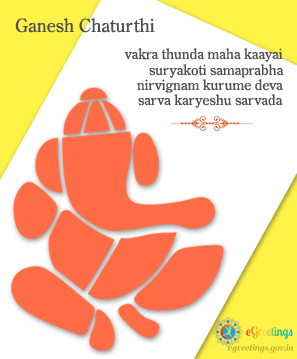 Ganesh Chaturthi
vakra thunda maha kaayai
suryakoti samaprabha
nirvignam kurume deva
sarva karyeshu sarvada
eGreetings
egreetings.gov.in